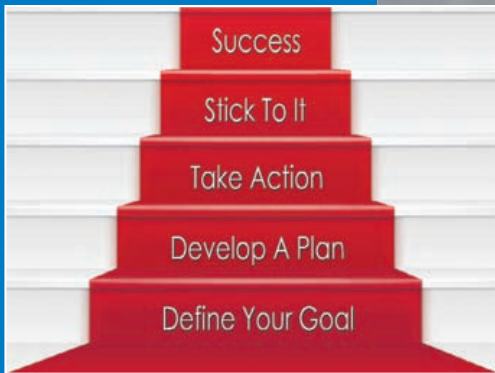 Success
Stick To It
Take Action
Develop A Plan
Define Your Goal